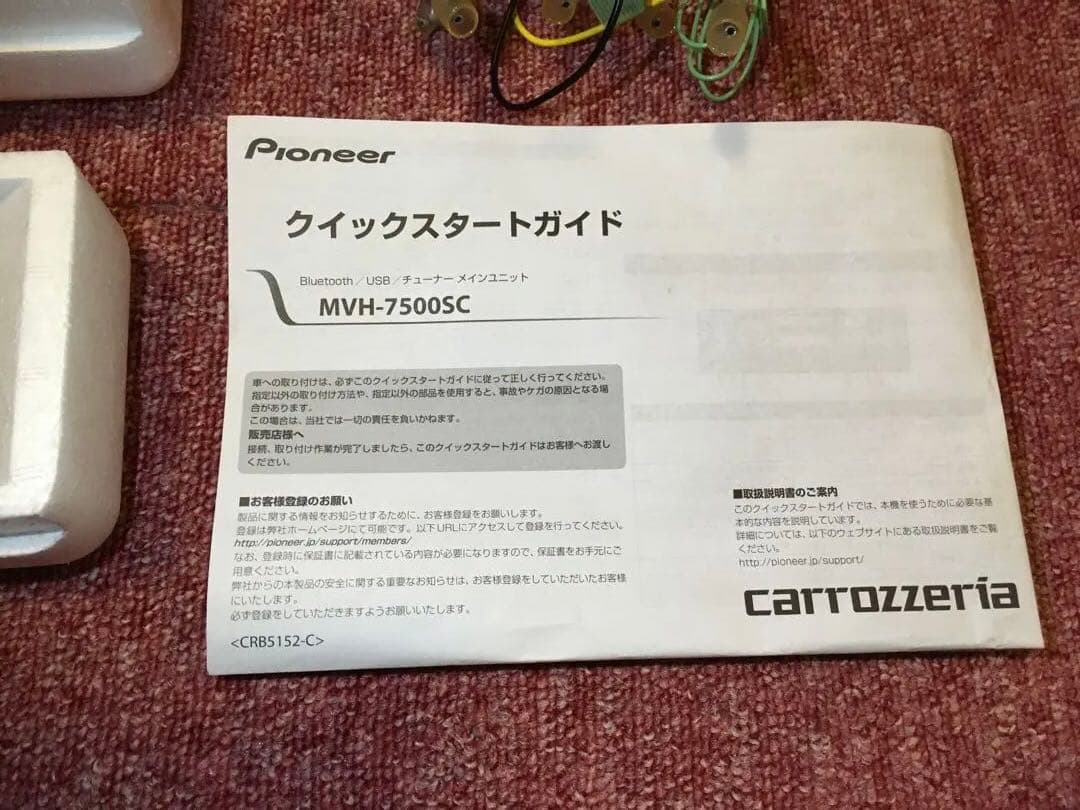 Pioneer
クイックスタートガイド
Bluetooth／USB／チューナー メインユニット
MVH-7500SC
車への取り付けは、必ずこのクイックスタートガイドに従って正しく行ってください。
指定以外の取り付け方法や、指定以外の部品を使用すると、事故やケガの原因となる場
合があります。
この場合は、当社では一切の責任を負いかねます。
販売店様へ
接続、取り付け作業が完了しましたら、このクイックスタートガイドはお客様へお渡し
ください。
■お客様登録のお願い
製品に関する情報をお知らせするために、お客様登録をお願いします。
登録は弊社ホームページにて可能です。以下URLにアクセスして登録を行ってください。
http://pioneer.jp/support/members/
なお、登録時に保証書に記載されている内容が必要になりますので、保証書をお手元にご
用意ください。
弊社からの本製品の安全に関する重要なお知らせは、お客様登録をしていただいたお客様
にいたします。
必ず登録をしていただきますようお願いいたします。
<CRB5152-C>
■取扱説明書のご案内
このクイックスタートガイドでは、本機を使うために必要な基
本的な内容を説明しています。
詳細については、以下のウェブサイトにある取扱説明書をご覧
ください。
http://pioneer.jp/support/
carrozzeria